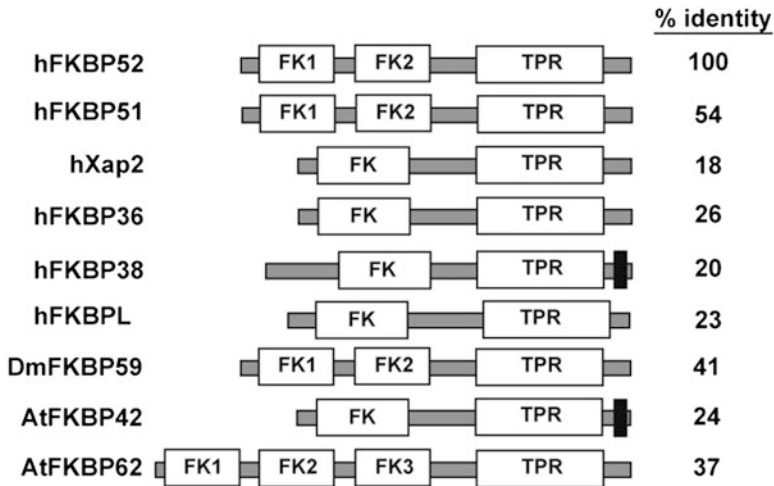 % identity
hFKBP52 FK1 FK2 TPR 100
hFKBP51 FK1 FK2 TPR 54
hXap2 FK TPR 18
hFKBP36 FK TPR 26
hFKBP38 FK TPR 20
hFKBPL FK TPR 23
DmFKBP59 FK1 FK2 TPR 41
AtFKBP42 FK TPR 24
AtFKBP62 FK1 FK2 FK3 TPR 37